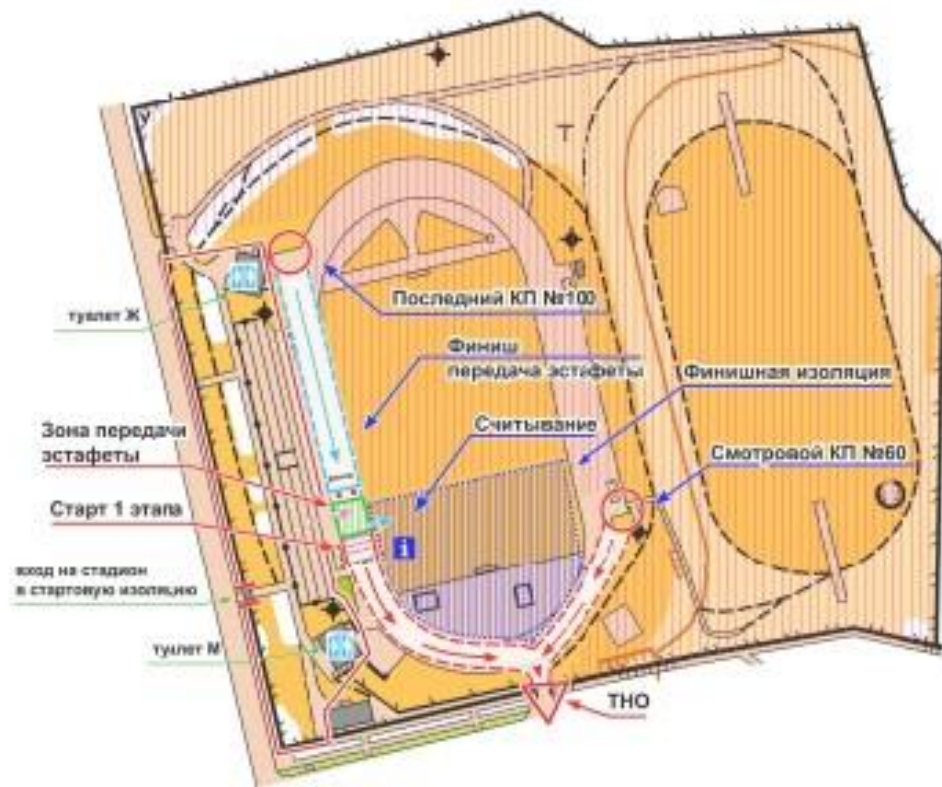 Последний КП №100
туалет Ж
Финиш
передача эстафеты
Финишная изоляция
Считывание
Зона передачи
эстафеты
Смотровой КП №60
Старт 1 этапа
i
вход на стадион
в стартовую изоляцию
туалет М
ТНО